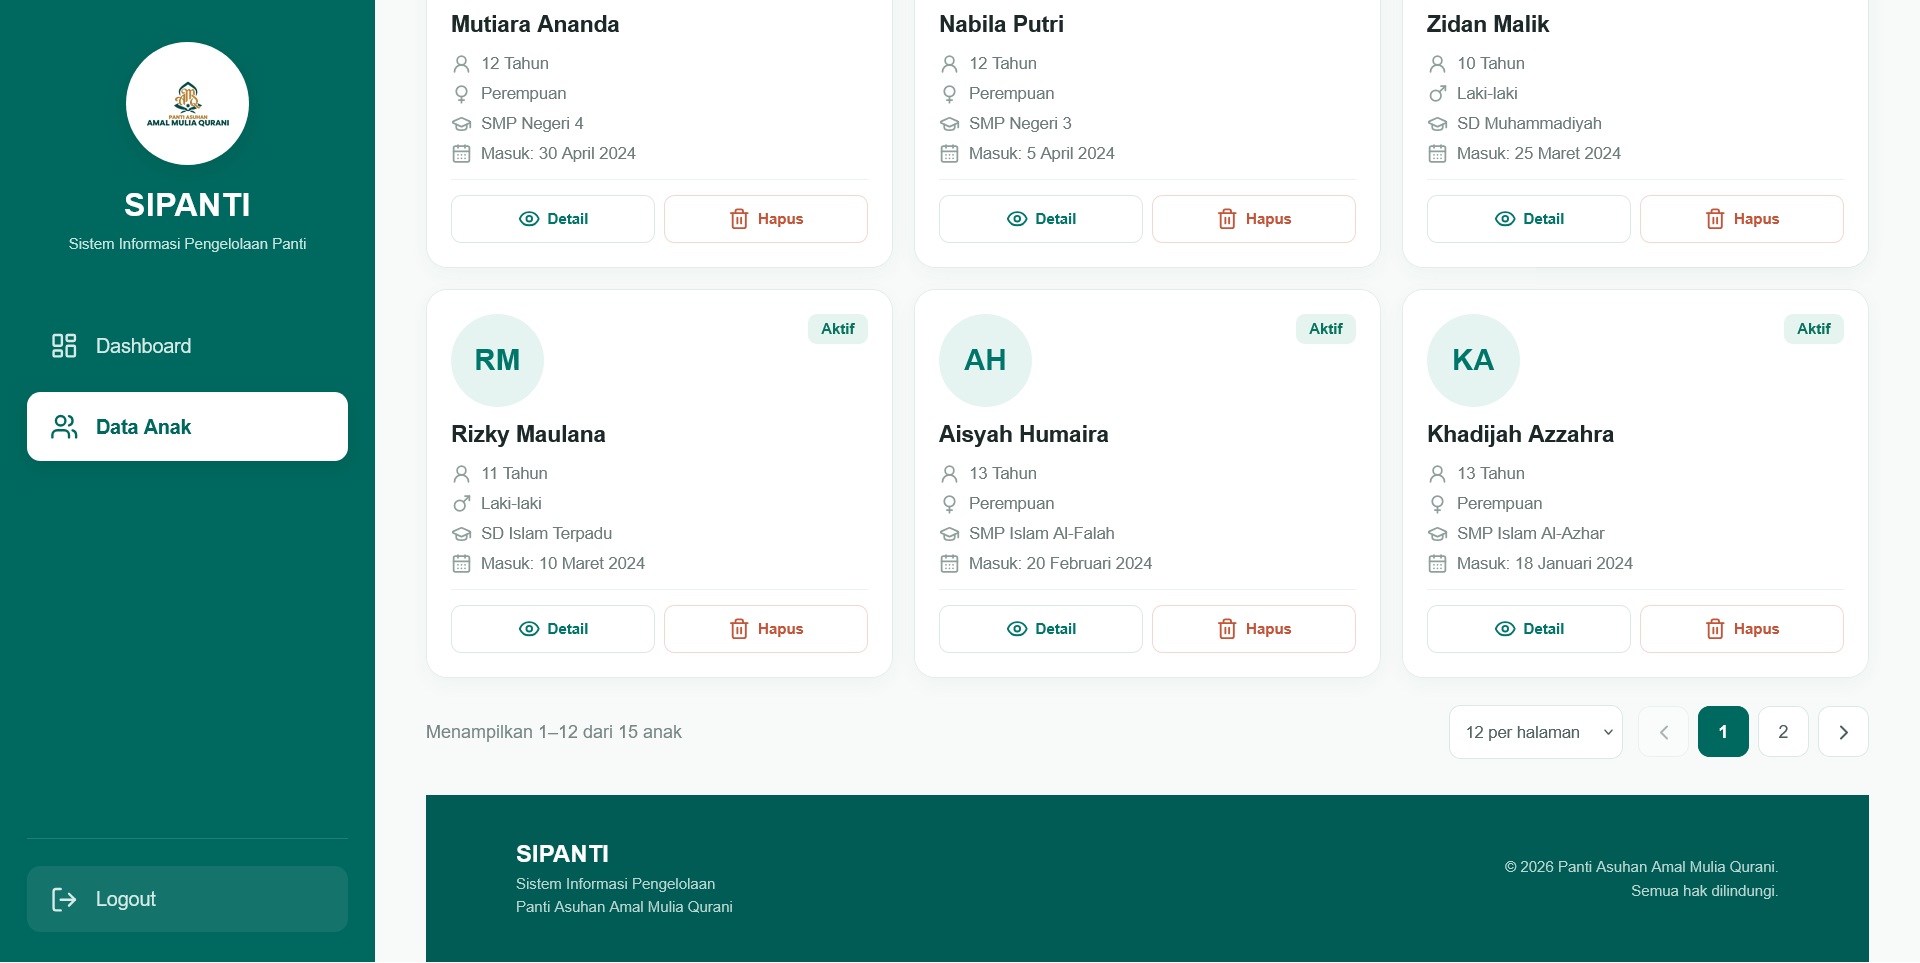 PANTI ASUHAN
AMAL MULIA QURANI
SIPANTI
Sistem Informasi Pengelolaan Panti
Dashboard
Data Anak
Logout
Mutiara Ananda
12 Tahun
Perempuan
SMP Negeri 4
Masuk: 30 April 2024
Detail
Hapus
Nabila Putri
12 Tahun
Perempuan
SMP Negeri 3
Masuk: 5 April 2024
Detail
Hapus
Zidan Malik
10 Tahun
Laki-laki
SD Muhammadiyah
Masuk: 25 Maret 2024
Detail
Hapus
RM
Aktif
Rizky Maulana
11 Tahun
Laki-laki
SD Islam Terpadu
Masuk: 10 Maret 2024
Detail
Hapus
AH
Aktif
Aisyah Humaira
13 Tahun
Perempuan
SMP Islam Al-Falah
Masuk: 20 Februari 2024
Detail
Hapus
KA
Aktif
Khadijah Azzahra
13 Tahun
Perempuan
SMP Islam Al-Azhar
Masuk: 18 Januari 2024
Detail
Hapus
Menampilkan 1–12 dari 15 anak
12 per halaman
1
2
SIPANTI
Sistem Informasi Pengelolaan
Panti Asuhan Amal Mulia Qurani
© 2026 Panti Asuhan Amal Mulia Qurani.
Semua hak dilindungi.